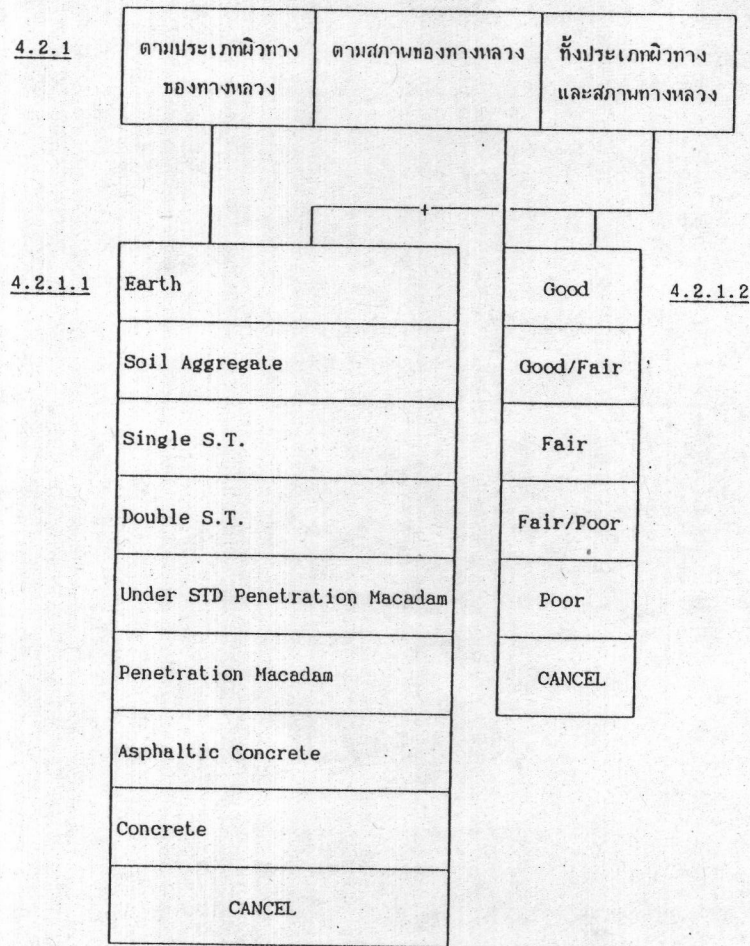 4.2.1
ตามประเภทผิวทาง
ของทางหลวง
ตามสภาพของทางหลวง
ทั้งประเภทผิวทาง
และสภาพทางหลวง
4.2.1.1
Earth
Soil Aggregate
Single S.T.
Double S.T.
Under STD Penetration Macadam
Penetration Macadam
Asphaltic Concrete
Concrete
CANCEL
4.2.1.2
Good
Good/Fair
Fair
Fair/Poor
Poor
CANCEL